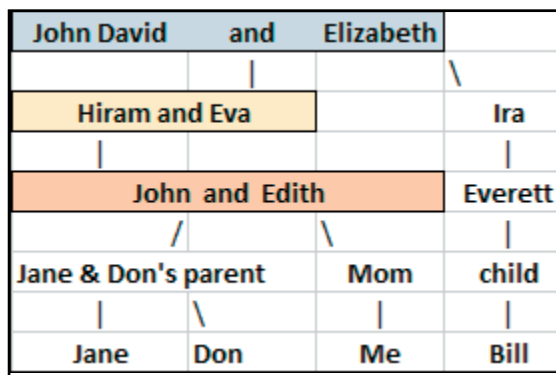 John David and Elizabeth
| \
Hiram and Eva Ira
| |
John and Edith Everett
/ \ |
Jane & Don's parent Mom child
| \ | |
Jane Don Me Bill